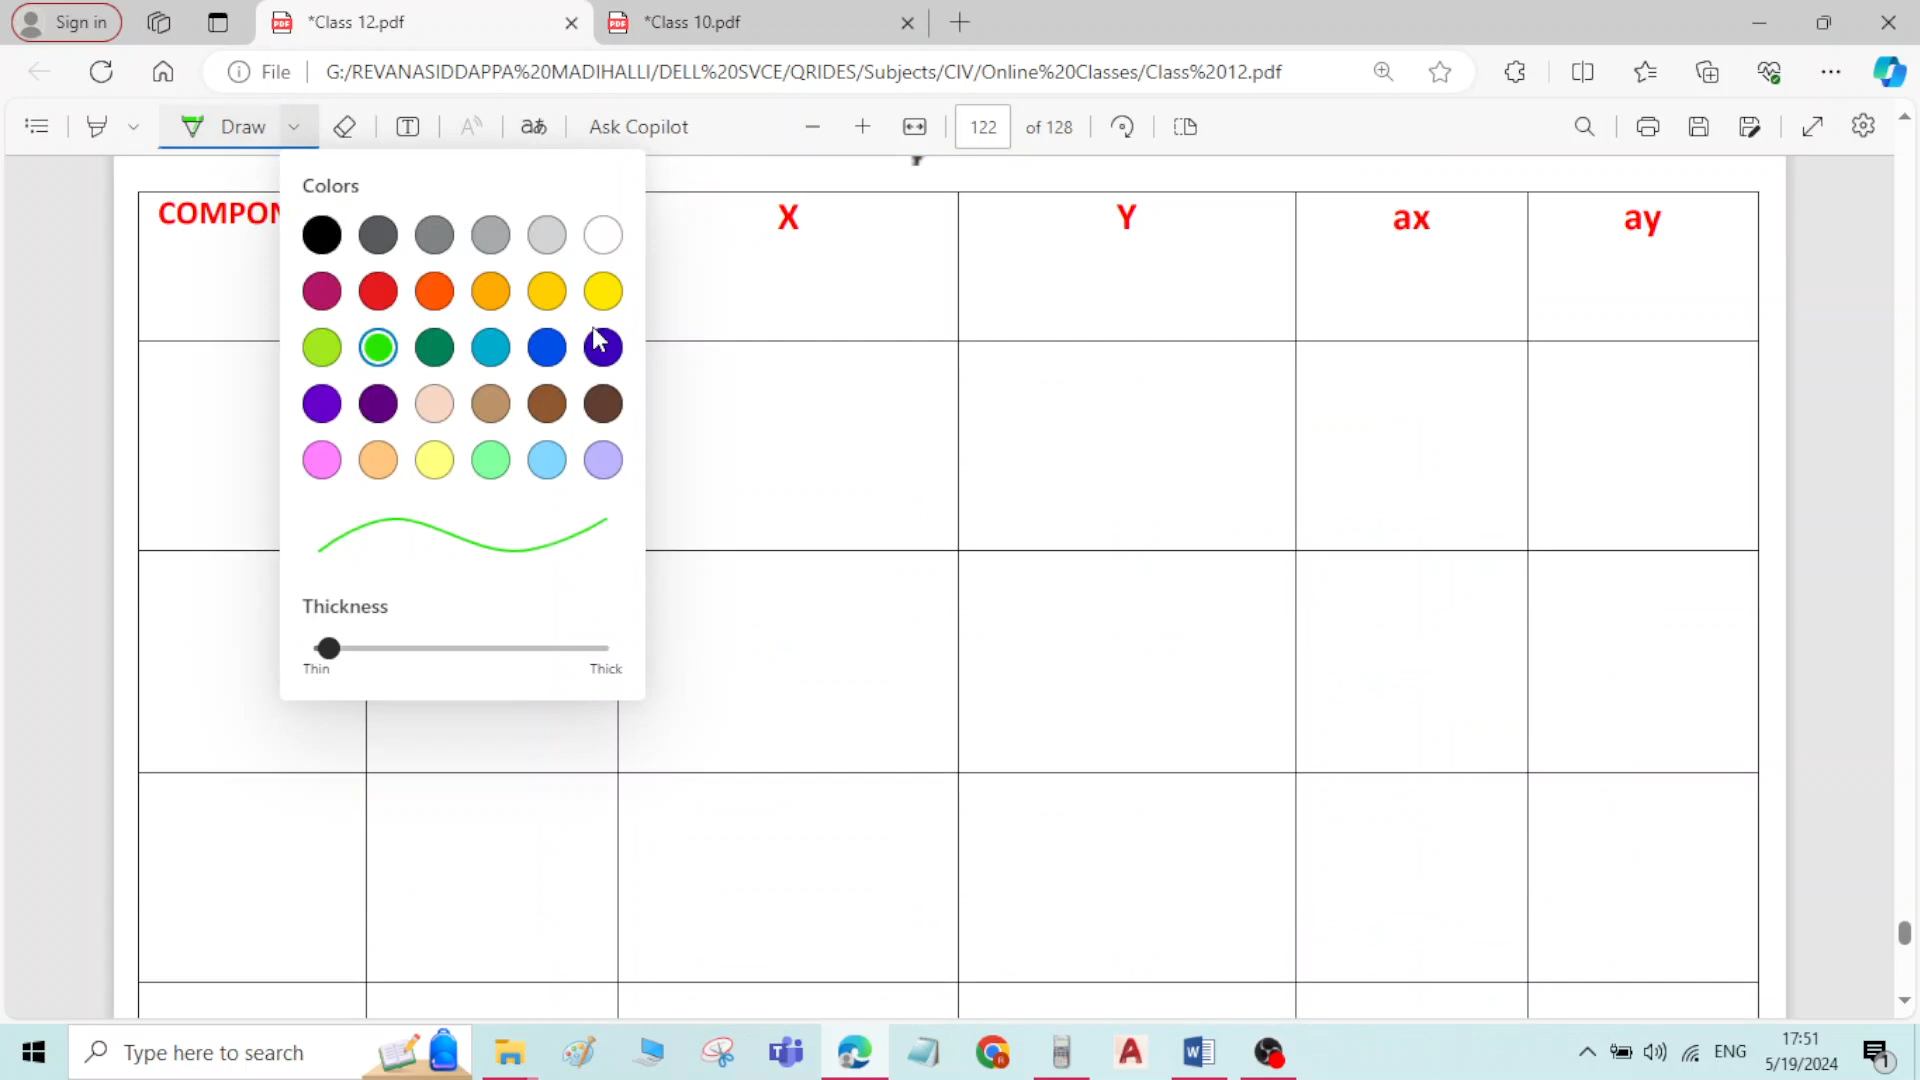 Sign in
*Class 12.pdf
*Class 10.pdf
File
G:/REVANASIDDAPPA%20MADIHALLI/DELL%20SVCE/QRIDES/Subjects/CIV/Online%20Classes/Class%2012.pdf
Draw
Ask Copilot
122
of 128
Colors
COMPON
X
Y
ax
ay
Thickness
Thin
Thick
Type here to search
ENG
17:51
5/19/2024
1